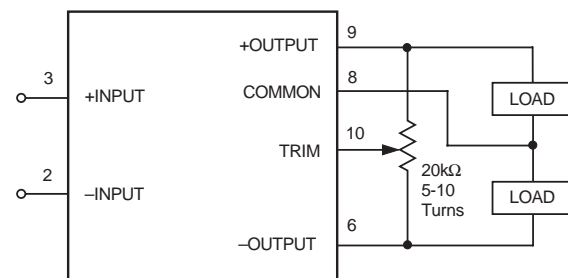 9
+OUTPUT
3
8
+INPUT
COMMON
LOAD
10
TRIM
20kΩ
5-10
Turns
2
–INPUT
LOAD
6
–OUTPUT